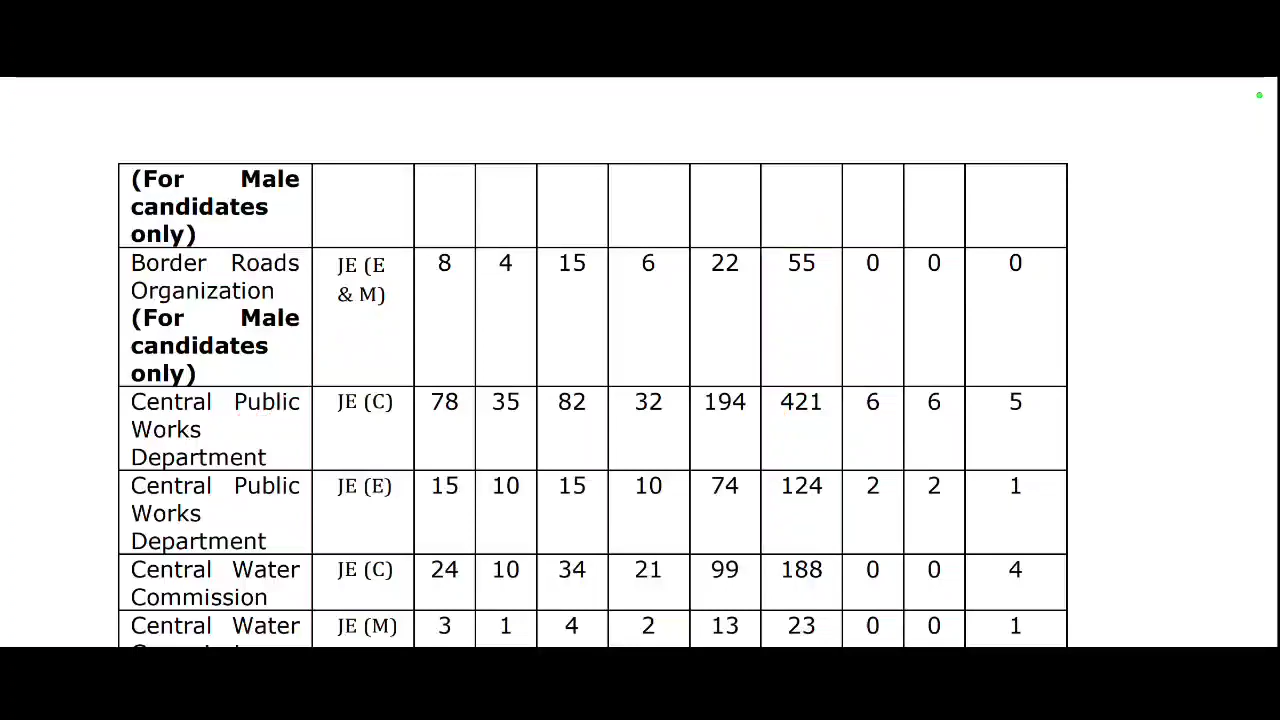 (For Male
candidates
only)
Border Roads JE (E 8 4 15 6 22 55 0 0 0
Organization & M)
(For Male
candidates
only)
Central Public JE (C) 78 35 82 32 194 421 6 6 5
Works
Department
Central Public JE (E) 15 10 15 10 74 124 2 2 1
Works
Department
Central Water JE (C) 24 10 34 21 99 188 0 0 4
Commission
Central Water JE (M) 3 1 4 2 13 23 0 0 1